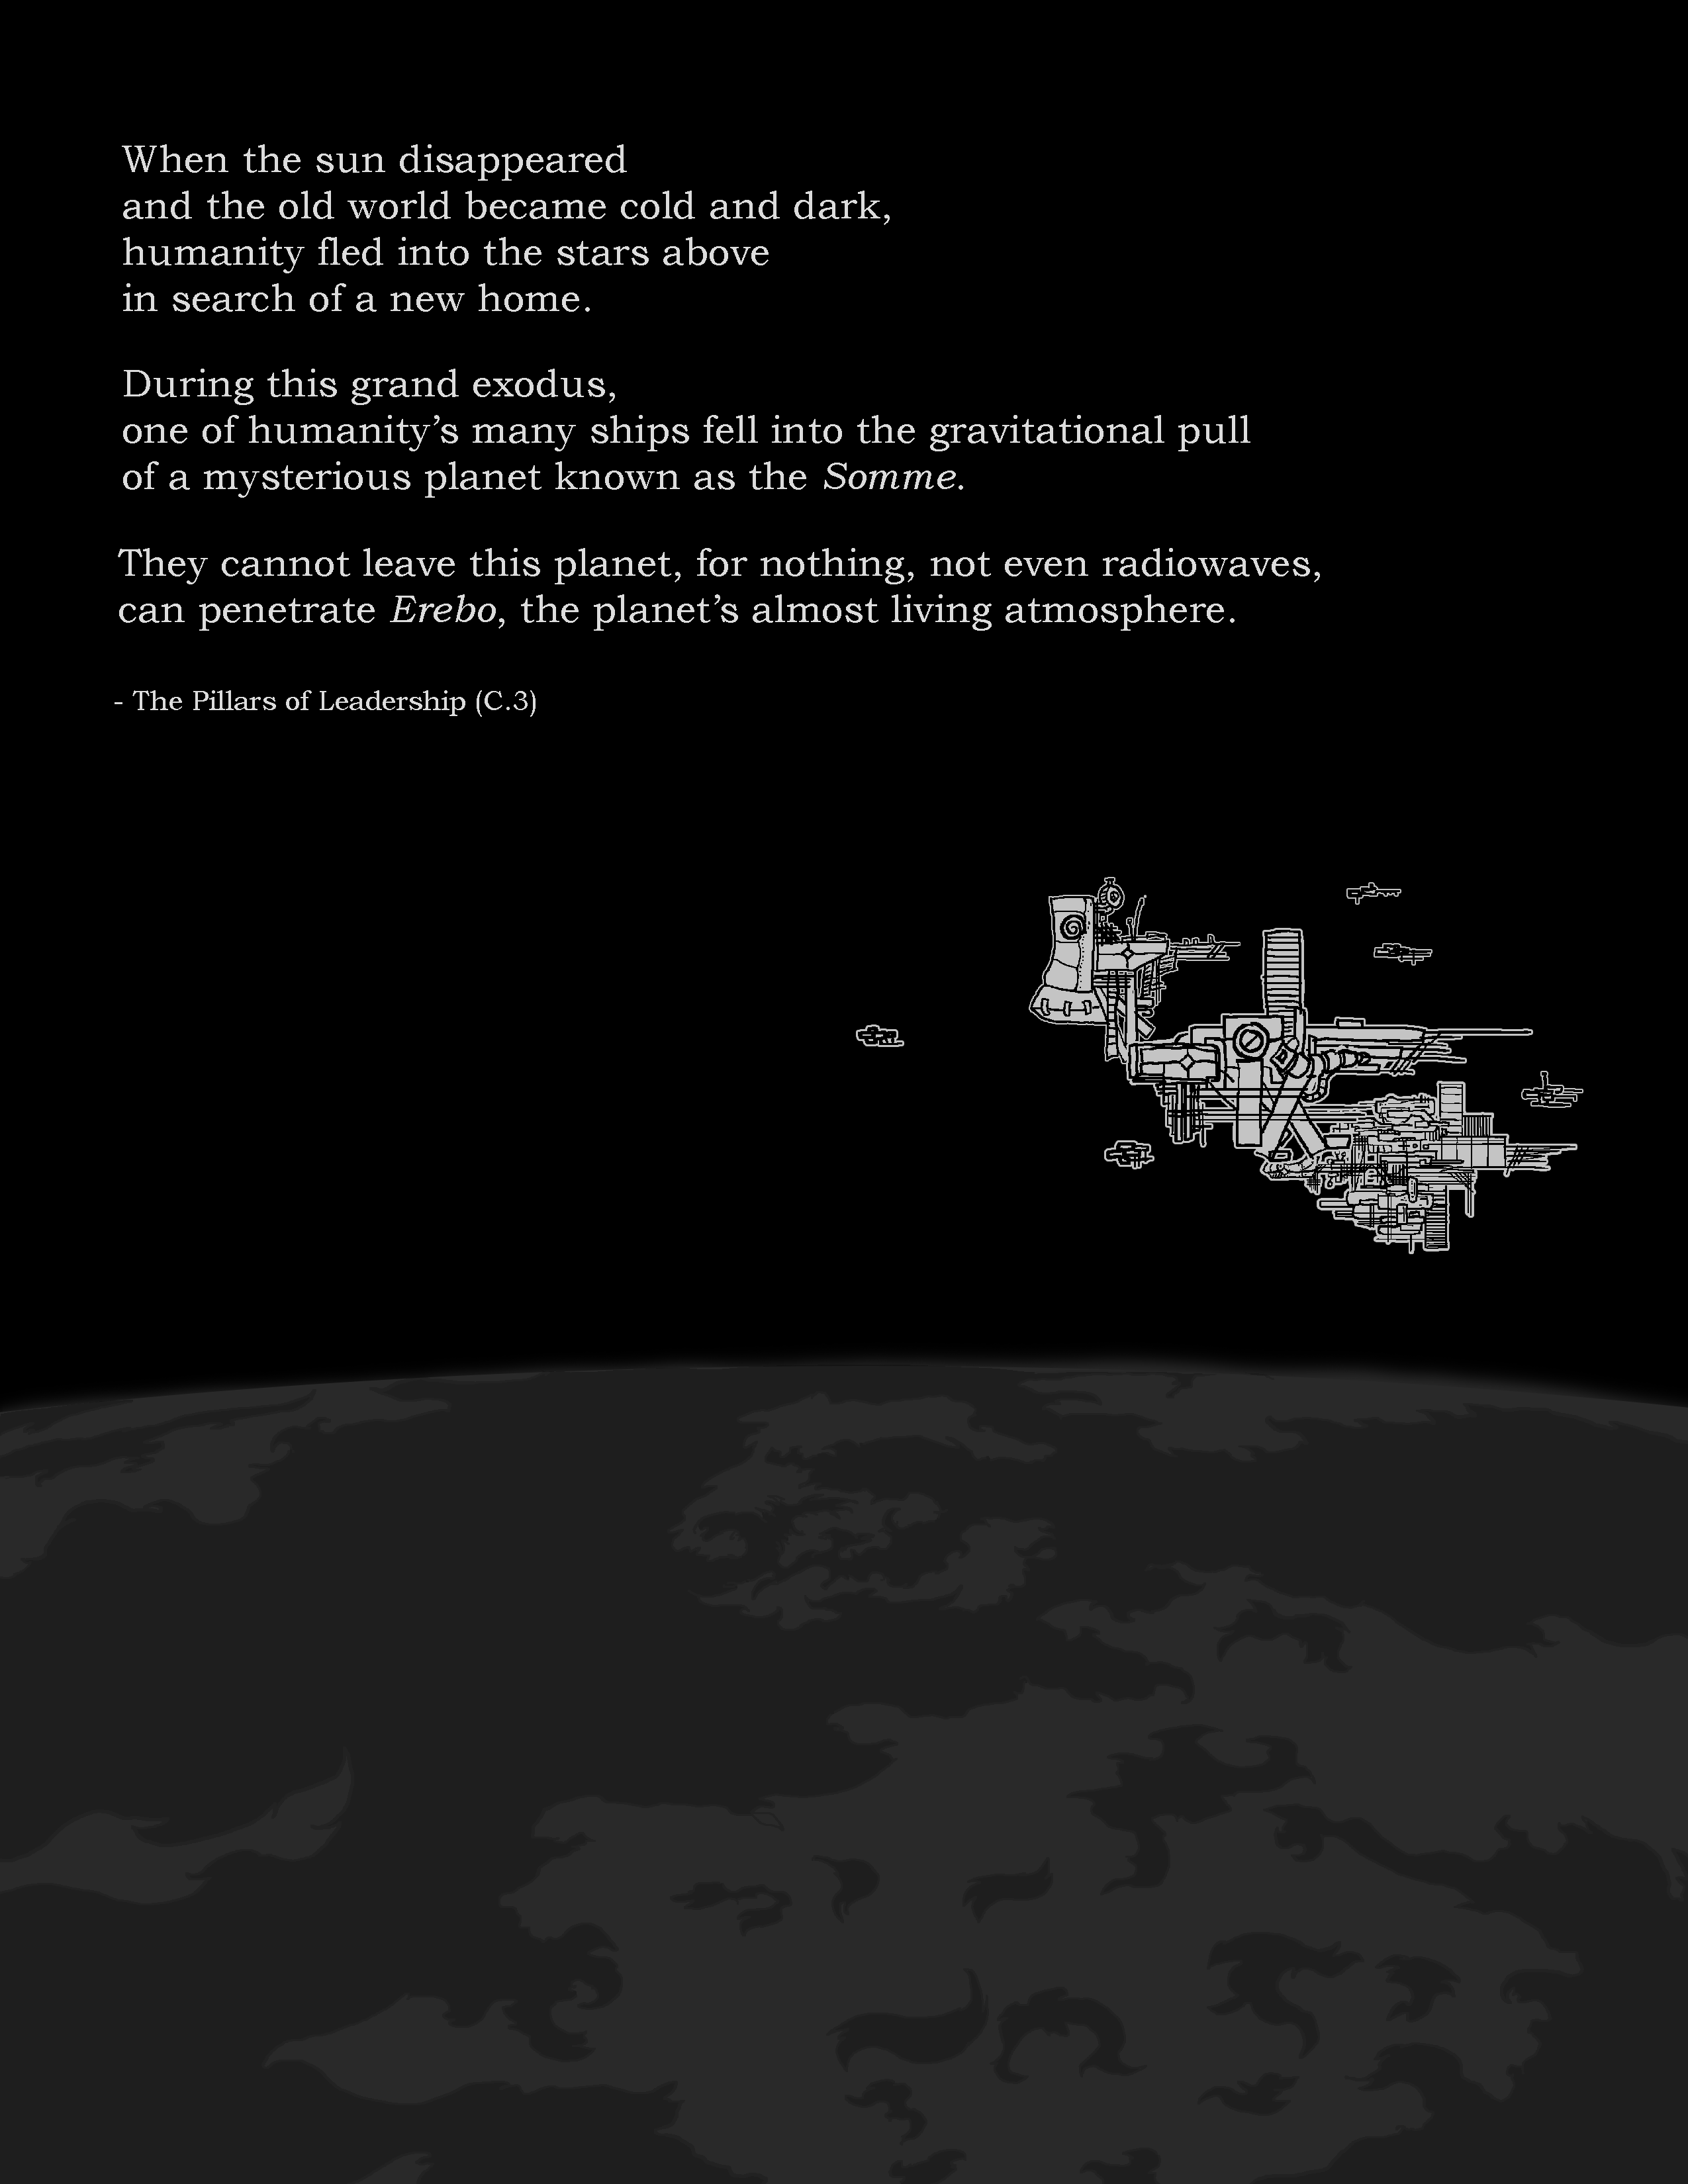 When the sun disappeared
and the old world became cold and dark,
humanity fled into the stars above
in search of a new home.
During this grand exodus,
one of humanity’s many ships fell into the gravitational pull
of a mysterious planet known as the Somme.
They cannot leave this planet, for nothing, not even radiowaves,
can penetrate Erebo, the planet’s almost living atmosphere.
- The Pillars of Leadership (C.3)